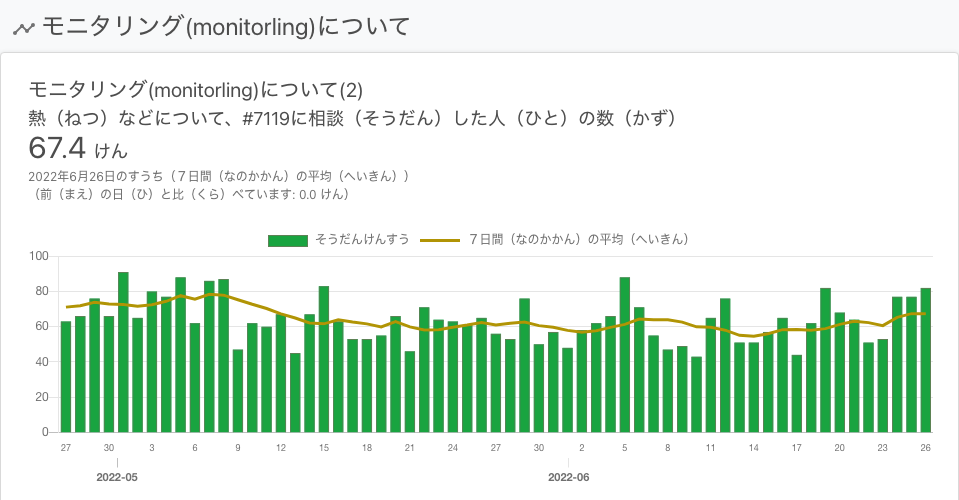 モニタリング(monitorling)について
モニタリング(monitorling)について(2)
熱（ねつ）などについて、#7119に相談（そうだん）した人（ひと）の数（かず）
67.4 けん
2022年6月26日のすうち（７日間（なのかかん）の平均（へいきん））
（前（まえ）の日（ひ）と比（くら）べています: 0.0 けん）
そうだんけんすう ７日間（なのかかん）の平均（へいきん）
100
80
60
40
20
0
27 30 3 6 9 12 15 18 21 24 27 30 2 5 8 11 14 17 20 23 26
2022-05 2022-06